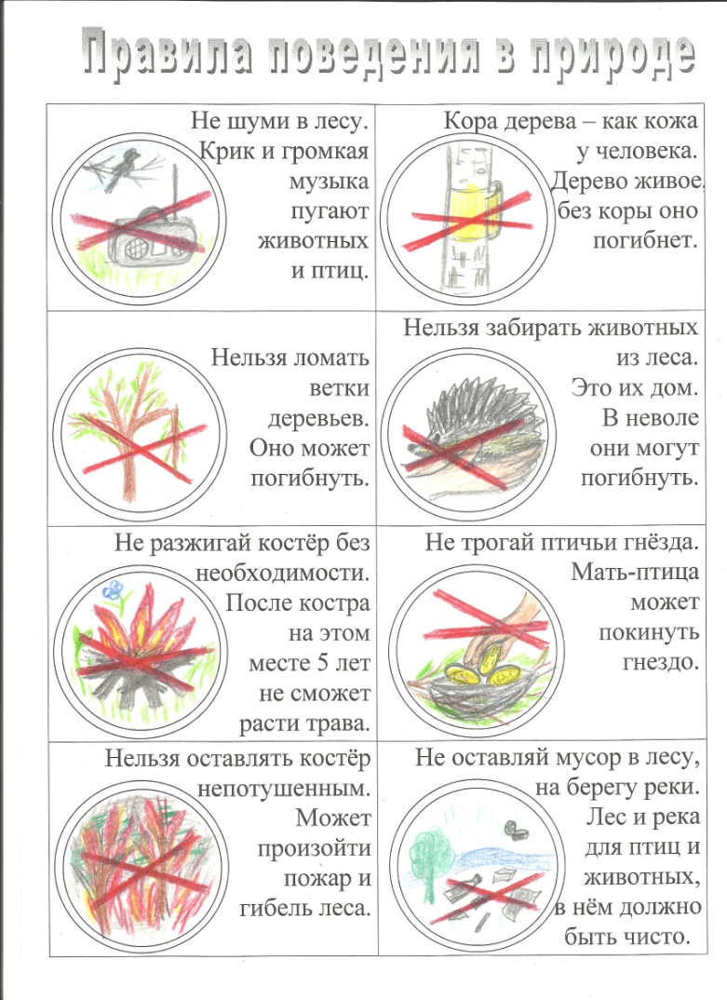 Правила поведения в природе
Не шуми в лесу.
Крик и громкая
музыка
пугают
животных
и птиц.
Кора дерева – как кожа
у человека.
Дерево живое,
без коры оно
погибнет.
Нельзя ломать
ветки
деревьев.
Оно может
погибнуть.
Нельзя забирать животных
из леса.
Это их дом.
В неволе
они могут
погибнуть.
Не разжигай костёр без
необходимости.
После костра
на этом
месте 5 лет
не сможет
расти трава.
Не трогай птичьи гнёзда.
Мать-птица
может
покинуть
гнездо.
Нельзя оставлять костёр
непотушенным.
Может
произойти
пожар и
гибель леса.
Не оставляй мусор в лесу,
на берегу реки.
Лес и река
для птиц и
животных,
в нём должно
быть чисто.